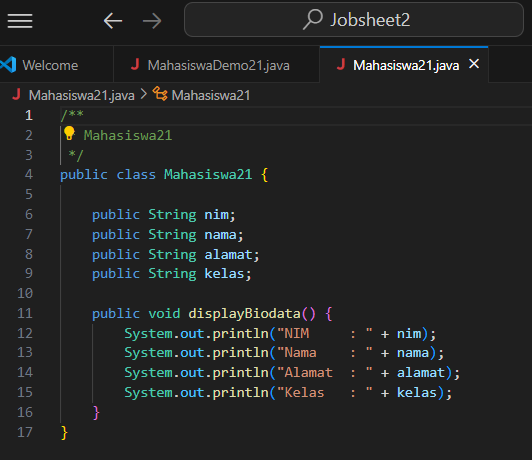 Jobsheet2
Welcome MahasiswaDemo21.java Mahasiswa21.java
Mahasiswa21.java > Mahasiswa21
1 /**
2 Mahasiswa21
3 */
4 public class Mahasiswa21 {
5
6 public String nim;
7 public String nama;
8 public String alamat;
9 public String kelas;
10
11 public void displayBiodata() {
12 System.out.println("NIM    : " + nim);
13 System.out.println("Nama   : " + nama);
14 System.out.println("Alamat : " + alamat);
15 System.out.println("Kelas  : " + kelas);
16 }
17 }